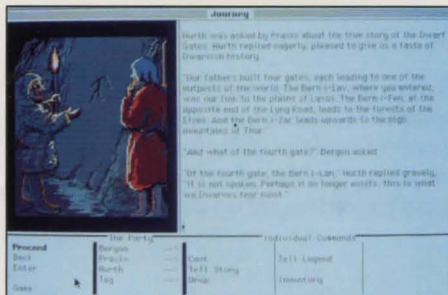 Journey
Hurth was asked by Praxix about the true story of the Dwarf
Gates. Hurth replied eagerly, pleased to give us a taste of
Dwarvish history.
"Our fathers built four gates, each leading to one of the
outposts of the world. The Bern i-Lav, where you entered,
was our link to the plains of Lavos. The Bern i-Fen, at the
opposite end of the Long Road, leads to the forests of the
Elves. And the Bern i-Zar leads upwards to the high
mountains of Thor.
"And what of the fourth gate?", Bergon asked.
"Of the fourth gate, the Bern i-Lan," Hurth replied gravely,
"it is not spoken. Perhaps it no longer exists; this is what
we Dwarves fear most."
The Party
Individual Commands
Proceed
Back
Enter
Game
Bergon
Praxix
Hurth
Tag
Cast
Tell Story
Drop
Tell Legend
Inventory